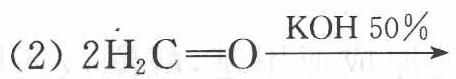 (2) 2H₂C=O —KOH 50%→